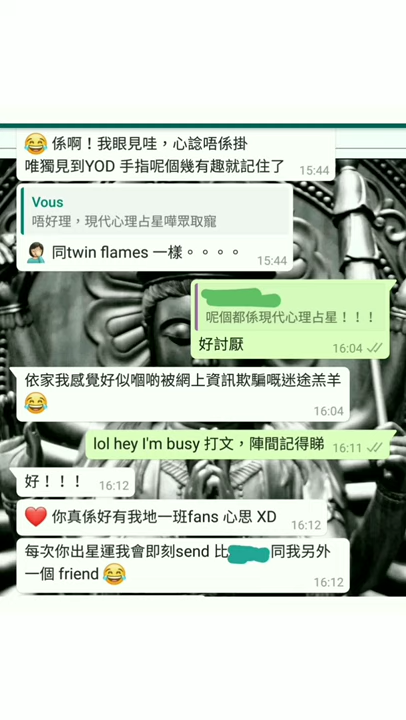 😂 係啊！我眼見哇，心諗唔係掛
唯獨見到YOD 手指呢個幾有趣就記住了
15:44
Vous
唔好理，現代心理占星嘩眾取寵
🤦🏻‍♀️ 同twin flames 一樣。。。。
15:44
呢個都係現代心理占星！！！
好討厭
16:04
依家我感覺好似嗰啲被網上資訊欺騙嘅迷途羔羊
😂
16:04
lol hey I'm busy 打文，陣間記得睇
16:11
好！！！
16:12
❤️ 你真係好有我地一班fans 心思 XD
16:12
每次你出星運我會即刻send 比 同我另外
一個 friend 😂
16:12